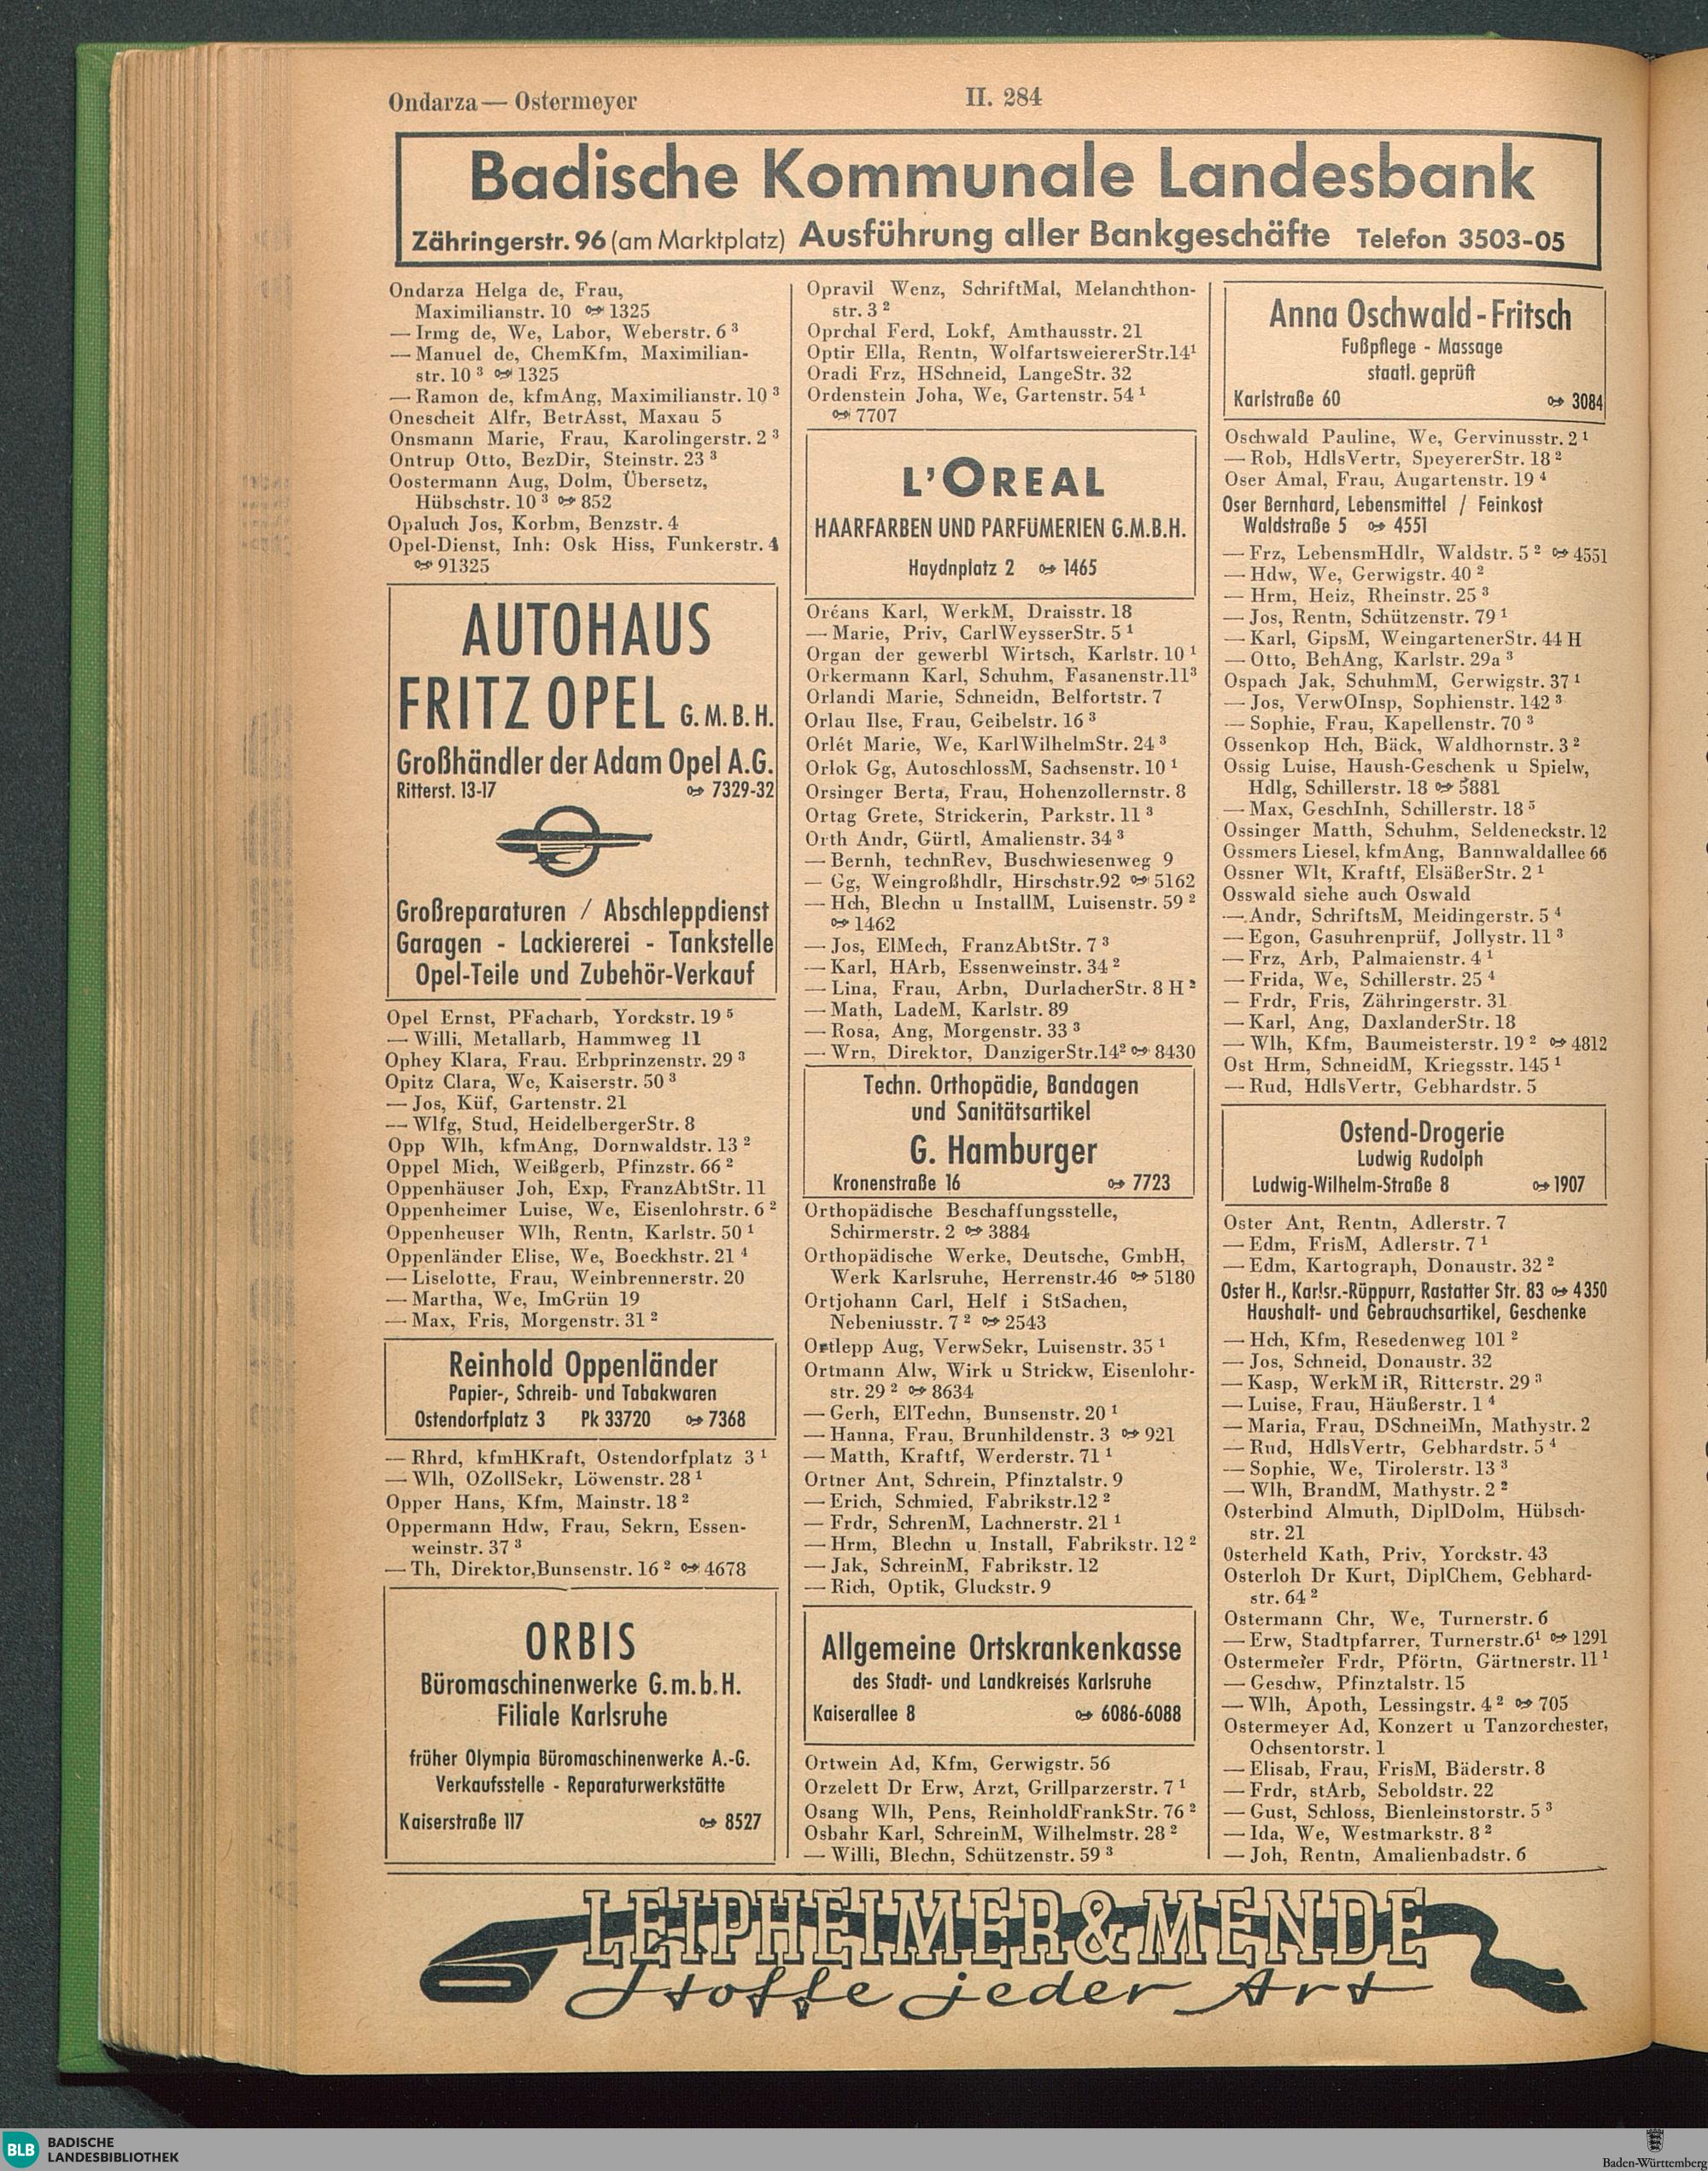 Ondarza — Ostermeyer
II. 284
Badische Kommunale Landesbank
Zähringerstr. 96 (am Marktplatz) Ausführung aller Bankgeschäfte Telefon 3503-05
Ondarza Helga de, Frau,
Maximilianstr. 10 ☎ 1325
— Irmg de, We, Labor, Weberstr. 6 ³
— Manuel de, ChemKfm, Maximilian-
str. 10 ³ ☎ 1325
— Ramon de, kfmAng, Maximilianstr. 10 ³
Onescheit Alfr, BetrAsst, Maxau 5
Onsmann Marie, Frau, Karolingerstr. 2 ³
Ontrup Otto, BezDir, Steinstr. 23 ³
Oostermann Aug, Dolm, Übersetz,
Hübschstr. 10 ³ ☎ 852
Opaluch Jos, Korbm, Benzstr. 4
Opel-Dienst, Inh: Osk Hiss, Funkerstr. 4
☎ 91325
AUTOHAUS
FRITZ OPEL G. M. B. H.
Großhändler der Adam Opel A.G.
Ritterst. 13-17 ☎ 7329-32
Großreparaturen / Abschleppdienst
Garagen - Lackiererei - Tankstelle
Opel-Teile und Zubehör-Verkauf
Opel Ernst, PFacharb, Yorckstr. 19 ⁵
— Willi, Metallarb, Hammweg 11
Ophey Klara, Frau. Erbprinzenstr. 29 ³
Opitz Clara, We, Kaiserstr. 50 ³
— Jos, Küf, Gartenstr. 21
— Wlfg, Stud, HeidelbergerStr. 8
Opp Wlh, kfmAng, Dornwaldstr. 13 ²
Oppel Mich, Weißgerb, Pfinzstr. 66 ²
Oppenhäuser Joh, Exp, FranzAbtStr. 11
Oppenheimer Luise, We, Eisenlohrstr. 6 ²
Oppenheuser Wlh, Rentn, Karlstr. 50 ¹
Oppenländer Elise, We, Boeckhstr. 21 ⁴
— Liselotte, Frau, Weinbrennerstr. 20
— Martha, We, ImGrün 19
— Max, Fris, Morgenstr. 31 ²
Reinhold Oppenländer
Papier-, Schreib- und Tabakwaren
Ostendorfplatz 3 Pk 33720 ☎ 7368
— Rhrd, kfmHKraft, Ostendorfplatz 3 ¹
— Wlh, OZollSekr, Löwenstr. 28 ¹
Opper Hans, Kfm, Mainstr. 18 ²
Oppermann Hdw, Frau, Sekrn, Essen-
weinstr. 37 ³
— Th, Direktor,Bunsenstr. 16 ² ☎ 4678
ORBIS
Büromaschinenwerke G.m.b.H.
Filiale Karlsruhe
früher Olympia Büromaschinenwerke A.-G.
Verkaufsstelle - Reparaturwerkstätte
Kaiserstraße 117 ☎ 8527
Opravil Wenz, SchriftMal, Melanchthon-
str. 3 ²
Oprchal Ferd, Lokf, Amthausstr. 21
Optir Ella, Rentn, WolfartsweiererStr.14¹
Oradi Frz, HSchneid, LangeStr. 32
Ordenstein Joha, We, Gartenstr. 54 ¹
☎ 7707
L'OREAL
HAARFARBEN UND PARFÜMERIEN G.M.B.H.
Haydnplatz 2 ☎ 1465
Oréans Karl, WerkM, Draisstr. 18
— Marie, Priv, CarlWeysserStr. 5 ¹
Organ der gewerbl Wirtsch, Karlstr. 10 ¹
Orkermann Karl, Schuhm, Fasanenstr.11³
Orlandi Marie, Schneidn, Belfortstr. 7
Orlau Ilse, Frau, Geibelstr. 16 ³
Orlét Marie, We, KarlWilhelmStr. 24 ³
Orlok Gg, AutoschlossM, Sachsenstr. 10 ¹
Orsinger Berta, Frau, Hohenzollernstr. 8
Ortag Grete, Strickerin, Parkstr. 11 ³
Orth Andr, Gürtl, Amalienstr. 34 ³
— Bernh, technRev, Buschwiesenweg 9
— Gg, Weingroßhdlr, Hirschstr.92 ☎ 5162
— Hch, Blechn u InstallM, Luisenstr. 59 ²
☎ 1462
— Jos, ElMech, FranzAbtStr. 7 ³
— Karl, HArb, Essenweinstr. 34 ²
— Lina, Frau, Arbn, DurlacherStr. 8 H ²
— Math, LadeM, Karlstr. 89
— Rosa, Ang, Morgenstr. 33 ³
— Wrn, Direktor, DanzigerStr.14² ☎ 8430
Techn. Orthopädie, Bandagen
und Sanitätsartikel
G. Hamburger
Kronenstraße 16 ☎ 7723
Orthopädische Beschaffungsstelle,
Schirmerstr. 2 ☎ 3884
Orthopädische Werke, Deutsche, GmbH,
Werk Karlsruhe, Herrenstr.46 ☎ 5180
Ortjohann Carl, Helf i StSachen,
Nebeniusstr. 7 ² ☎ 2543
Ortlepp Aug, VerwSekr, Luisenstr. 35 ¹
Ortmann Alw, Wirk u Strickw, Eisenlohr-
str. 29 ² ☎ 8634
— Gerh, ElTechn, Bunsenstr. 20 ¹
— Hanna, Frau, Brunhildenstr. 3 ☎ 921
— Matth, Kraftf, Werderstr. 71 ¹
Ortner Ant, Schrein, Pfinztalstr. 9
— Erich, Schmied, Fabrikstr.12 ²
— Frdr, SchrenM, Lachnerstr. 21 ¹
— Hrm, Blechn u. Install, Fabrikstr. 12 ²
— Jak, SchreinM, Fabrikstr. 12
— Rich, Optik, Gluckstr. 9
Allgemeine Ortskrankenkasse
des Stadt- und Landkreises Karlsruhe
Kaiserallee 8 ☎ 6086-6088
Ortwein Ad, Kfm, Gerwigstr. 56
Orzelett Dr Erw, Arzt, Grillparzerstr. 7 ¹
Osang Wlh, Pens, ReinholdFrankStr. 76 ²
Osbahr Karl, SchreinM, Wilhelmstr. 28 ²
— Willi, Blechn, Schützenstr. 59 ³
Anna Oschwald - Fritsch
Fußpflege - Massage
staatl. geprüft
Karlstraße 60 ☎ 3084
Oschwald Pauline, We, Gervinusstr. 2 ¹
— Rob, HdlsVertr, SpeyererStr. 18 ²
Oser Amal, Frau, Augartenstr. 19 ⁴
Oser Bernhard, Lebensmittel / Feinkost
Waldstraße 5 ☎ 4551
— Frz, LebensmHdlr, Waldstr. 5 ² ☎ 4551
— Hdw, We, Gerwigstr. 40 ²
— Hrm, Heiz, Rheinstr. 25 ³
— Jos, Rentn, Schützenstr. 79 ¹
— Karl, GipsM, WeingartenerStr. 44 H
— Otto, BehAng, Karlstr. 29a ³
Ospach Jak, SchuhmM, Gerwigstr. 37 ¹
— Jos, VerwOInsp, Sophienstr. 142 ³
— Sophie, Frau, Kapellenstr. 70 ³
Ossenkop Hch, Bäck, Waldhornstr. 3 ²
Ossig Luise, Haush-Geschenk u Spielw,
Hdlg, Schillerstr. 18 ☎ 5881
— Max, GeschInh, Schillerstr. 18 ⁵
Ossinger Matth, Schuhm, Seldeneckstr. 12
Ossmers Liesel, kfmAng, Bannwaldallee 66
Ossner Wlt, Kraftf, ElsäßerStr. 2 ¹
Osswald siehe auch Oswald
— Andr, SchriftsM, Meidingerstr. 5 ⁴
— Egon, Gasuhrenprüf, Jollystr. 11 ³
— Frz, Arb, Palmaienstr. 4 ¹
— Frida, We, Schillerstr. 25 ⁴
— Frdr, Fris, Zähringerstr. 31
— Karl, Ang, DaxlanderStr. 18
— Wlh, Kfm, Baumeisterstr. 19 ² ☎ 4812
Ost Hrm, SchneidM, Kriegsstr. 145 ¹
— Rud, HdlsVertr, Gebhardstr. 5
Ostend-Drogerie
Ludwig Rudolph
Ludwig-Wilhelm-Straße 8 ☎ 1907
Oster Ant, Rentn, Adlerstr. 7
— Edm, FrisM, Adlerstr. 7 ¹
— Edm, Kartograph, Donaustr. 32 ²
Oster H., Karlsr.-Rüppurr, Rastatter Str. 83 ☎ 4350
Haushalt- und Gebrauchsartikel, Geschenke
— Hch, Kfm, Resedenweg 101 ²
— Jos, Schneid, Donaustr. 32
— Kasp, WerkM iR, Ritterstr. 29 ³
— Luise, Frau, Häußerstr. 1 ⁴
— Maria, Frau, DSchneiMn, Mathystr. 2
— Rud, HdlsVertr, Gebhardstr. 5 ⁴
— Sophie, We, Tirolerstr. 13 ³
— Wlh, BrandM, Mathystr. 2 ²
Osterbind Almuth, DiplDolm, Hübsch-
str. 21
Osterheld Kath, Priv, Yorckstr. 43
Osterloh Dr Kurt, DiplChem, Gebhard-
str. 64 ²
Ostermann Chr, We, Turnerstr. 6
— Erw, Stadtpfarrer, Turnerstr.6¹ ☎ 1291
Ostermeier Frdr, Pförtn, Gärtnerstr. 11 ¹
— Geschw, Pfinztalstr. 15
— Wlh, Apoth, Lessingstr. 4 ² ☎ 705
Ostermeyer Ad, Konzert u Tanzorchester,
Ochsentorstr. 1
— Elisab, Frau, FrisM, Bäderstr. 8
— Frdr, stArb, Seboldstr. 22
— Gust, Schloss, Bienleinstorstr. 5 ³
— Ida, We, Westmarkstr. 8 ²
— Joh, Rentn, Amalienbadstr. 6
LEIPHEIMER & MENDE
Stoffe jeder Art
BLB BADISCHE
LANDESBIBLIOTHEK
Baden-Württemberg